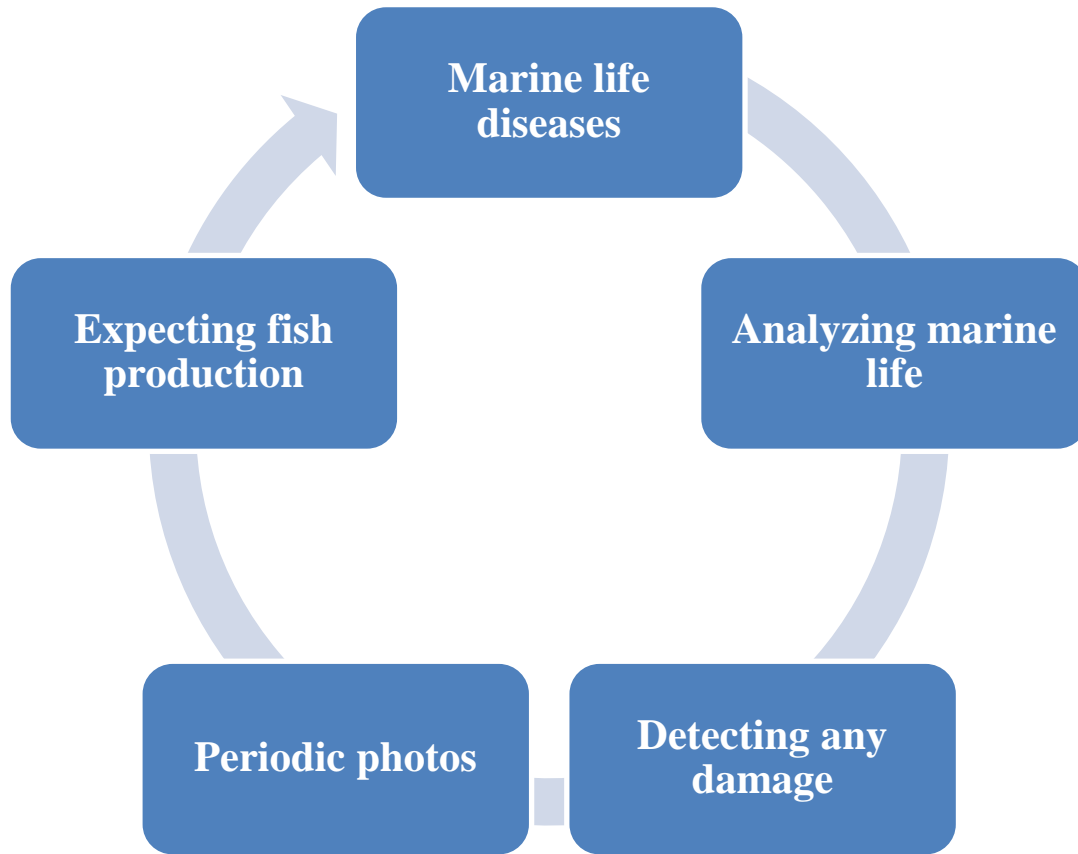 Marine life
diseases
Analyzing marine
life
Detecting any
damage
Periodic photos
Expecting fish
production